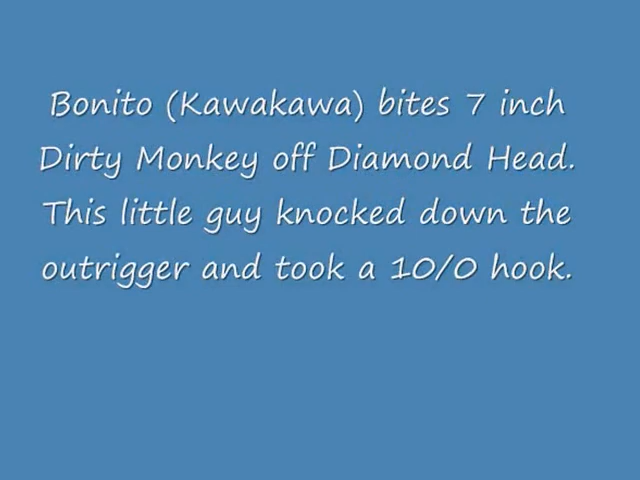 Bonito (Kawakawa) bites 7 inch
Dirty Monkey off Diamond Head.
This little guy knocked down the
outrigger and took a 10/0 hook.